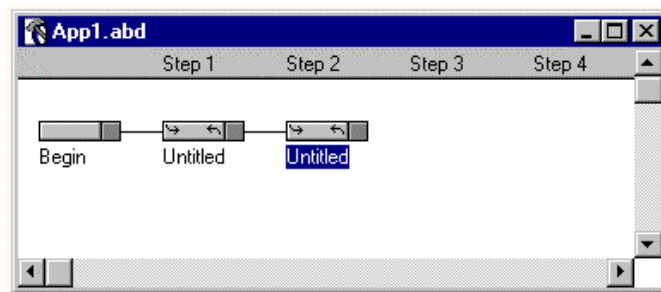 App1.abd
Step 1 Step 2 Step 3 Step 4
Begin Untitled Untitled